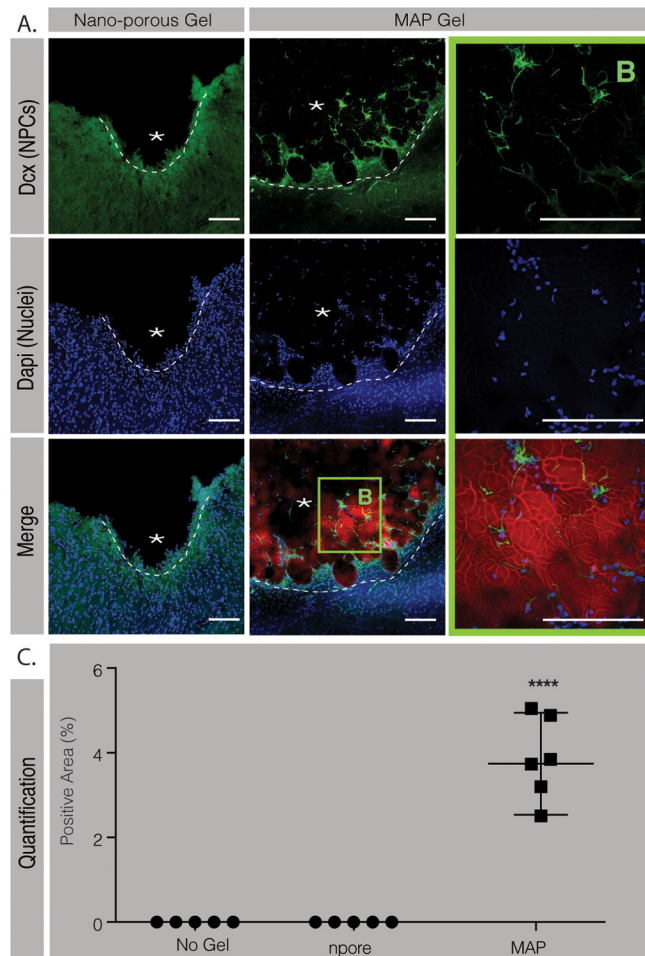 A.
Nano-porous Gel
MAP Gel
Dcx (NPCs)
*
*
B
Dapi (Nuclei)
*
*
Merge
*
*
B
C.
Quantification
Positive Area (%)
6
4
2
0
****
No Gel
npore
MAP